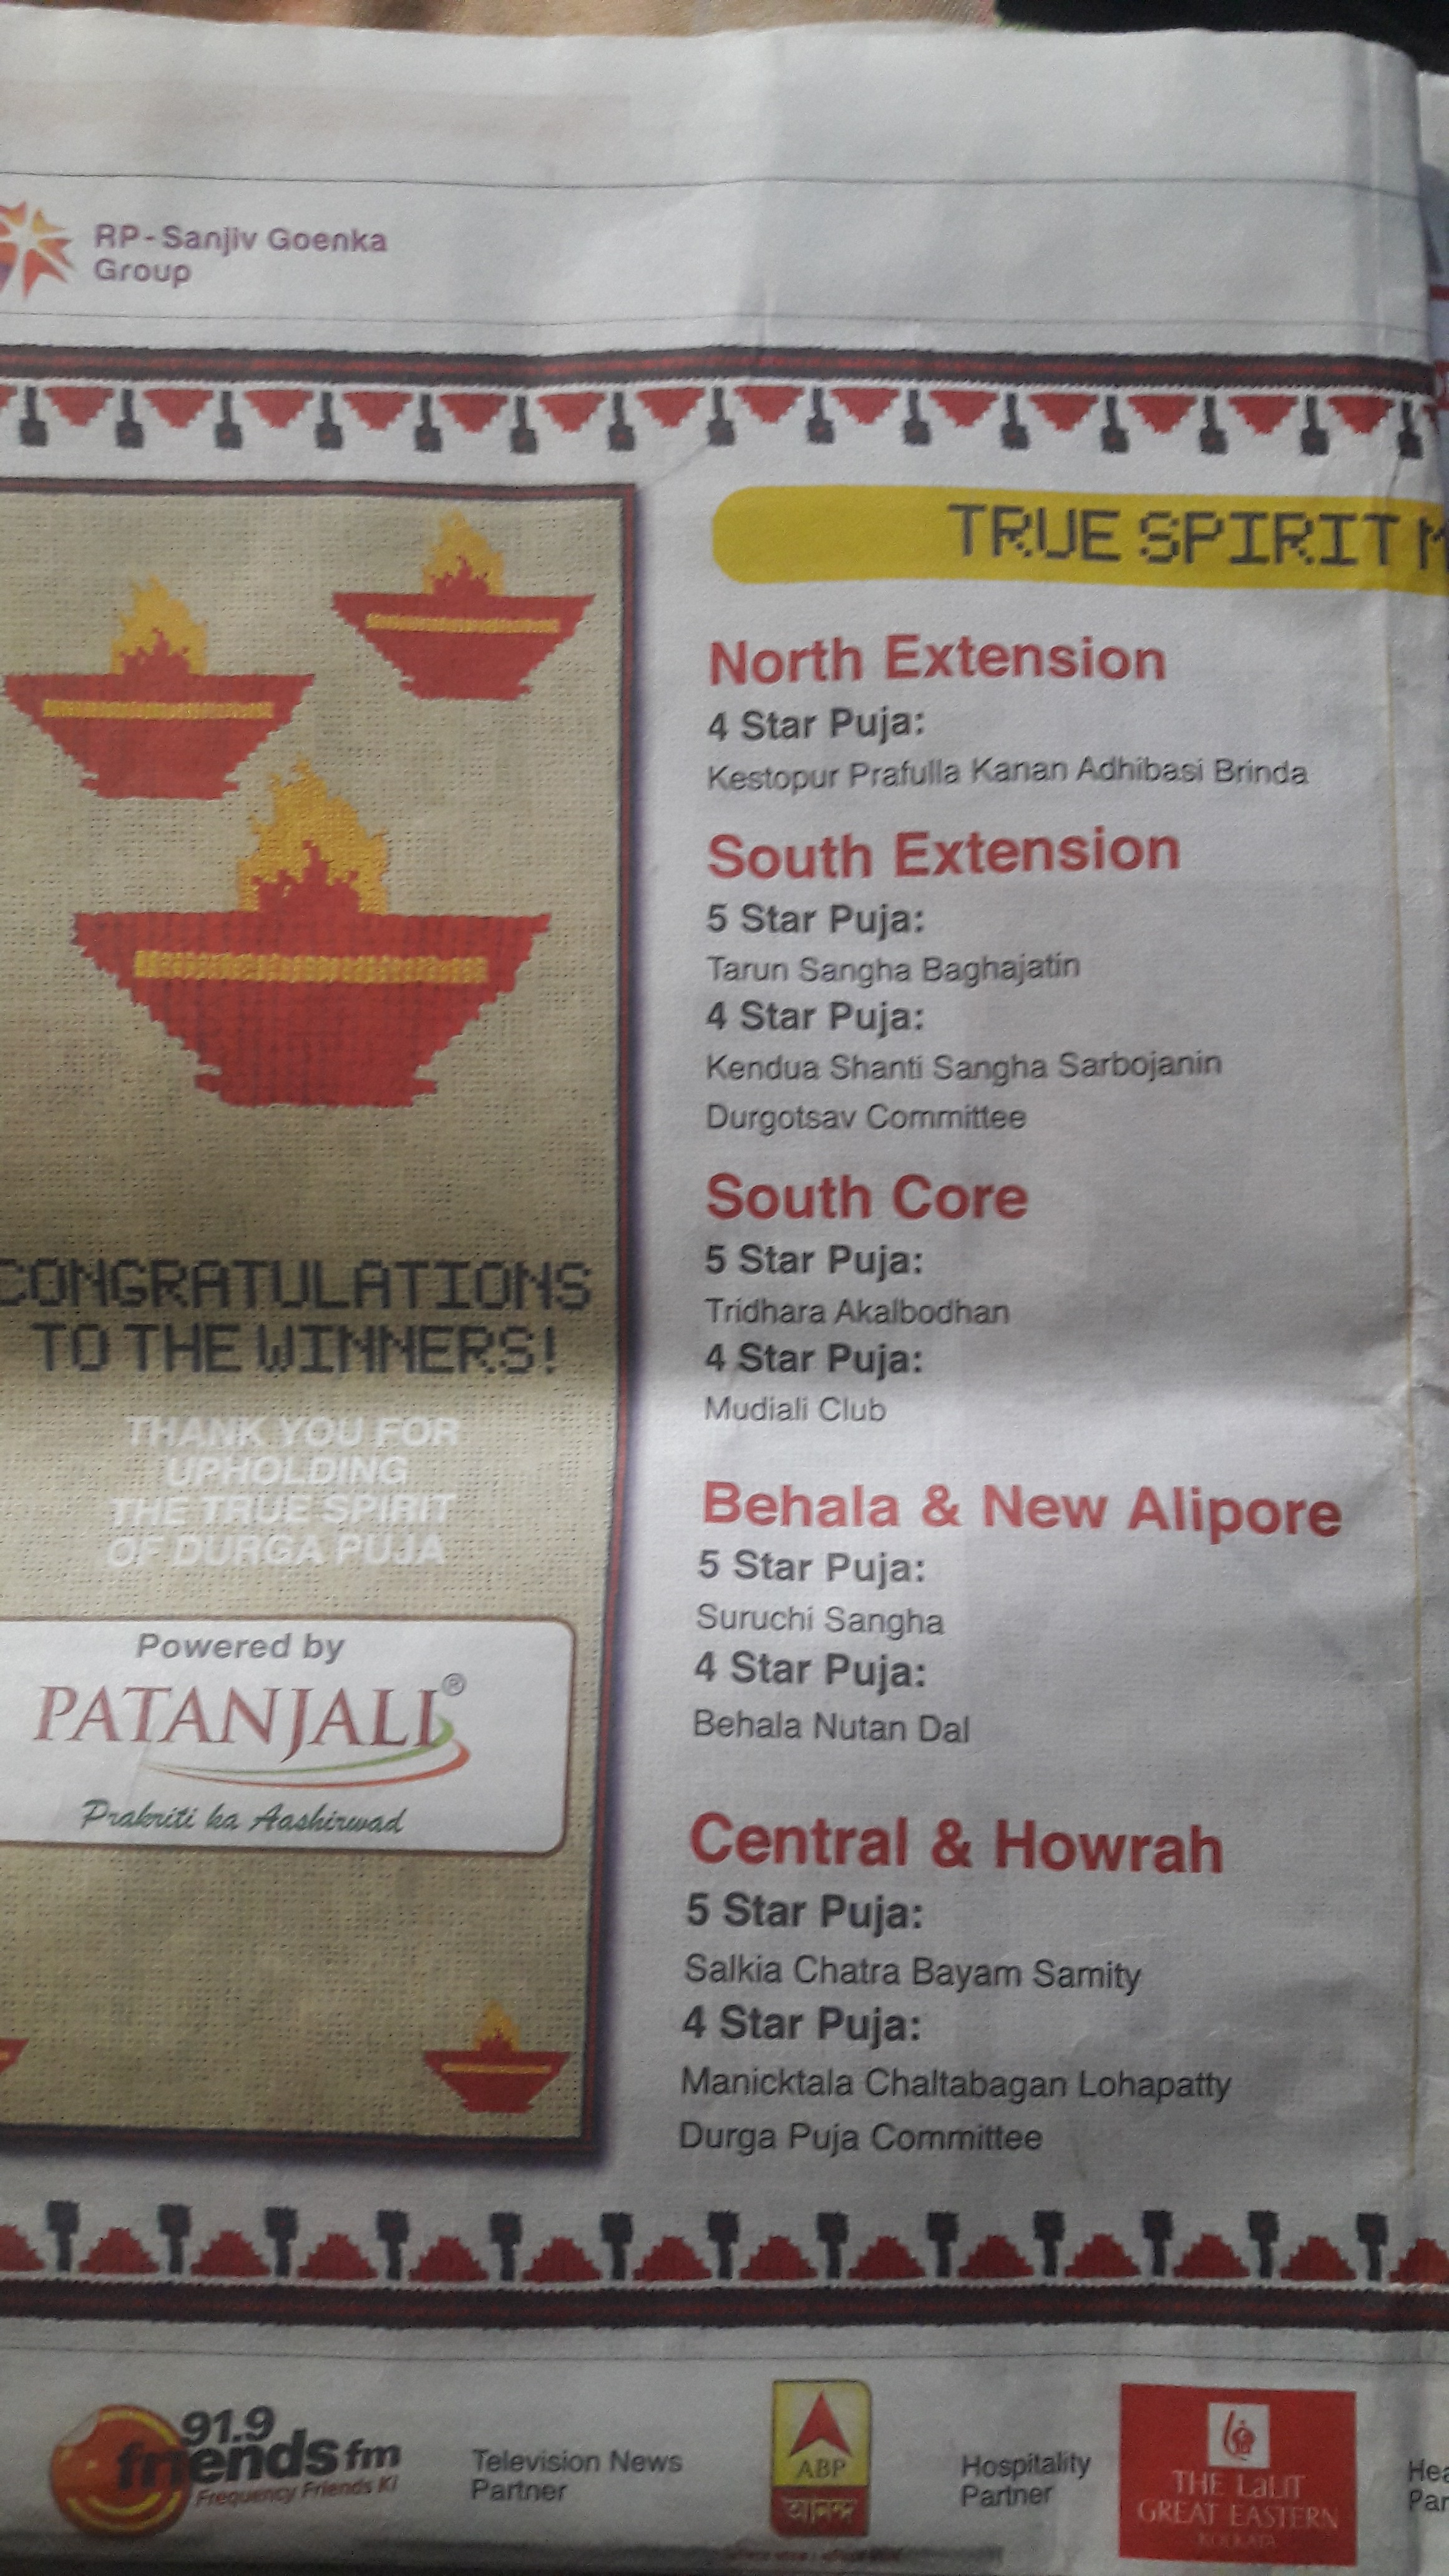 RP-Sanjiv Goenka
Group
TRUE SPIRIT
North Extension
4 Star Puja:
Kestopur Prafulla Kanan Adhibasi Brinda
South Extension
5 Star Puja:
Tarun Sangha Baghajatin
4 Star Puja:
Kendua Shanti Sangha Sarbojanin
Durgotsav Committee
South Core
5 Star Puja:
Tridhara Akalbodhan
4 Star Puja:
Mudiali Club
Behala & New Alipore
5 Star Puja:
Suruchi Sangha
4 Star Puja:
Behala Nutan Dal
Central & Howrah
5 Star Puja:
Salkia Chatra Bayam Samity
4 Star Puja:
Manicktala Chaltabagan Lohapatty
Durga Puja Committee
CONGRATULATIONS
TO THE WINNERS!
THANK YOU FOR
UPHOLDING
THE TRUE SPIRIT
OF DURGA PUJA
Powered by
PATANJALI®
Prakriti ka Aashirwad
91.9
friends fm
Frequency Friends Ki
Television News
Partner
ABP
আনন্দ
Hospitality
Partner
THE LaLiT
GREAT EASTERN
KOLKATA